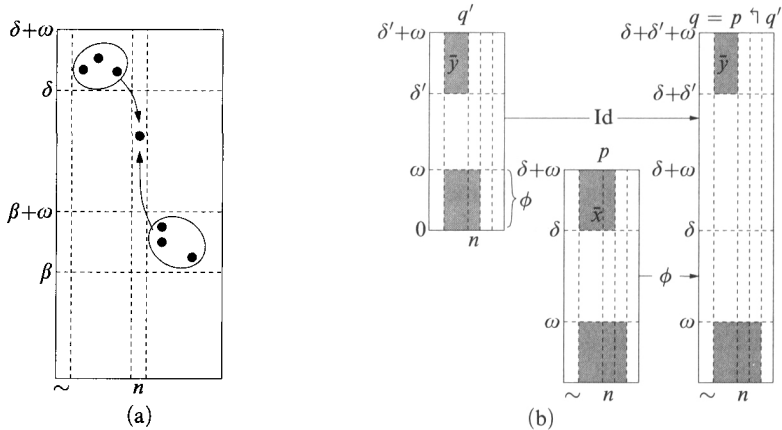 δ+ω
δ
β+ω
β
∼ n
(a)
q′
δ′+ω
ȳ
δ′
Id
ω
ϕ
0
n
p
δ+ω
x̄
δ
ϕ
ω
∼ n
q = p ↰ q′
δ+δ′+ω
ȳ
δ+δ′
δ+ω
δ
ω
∼ n
(b)